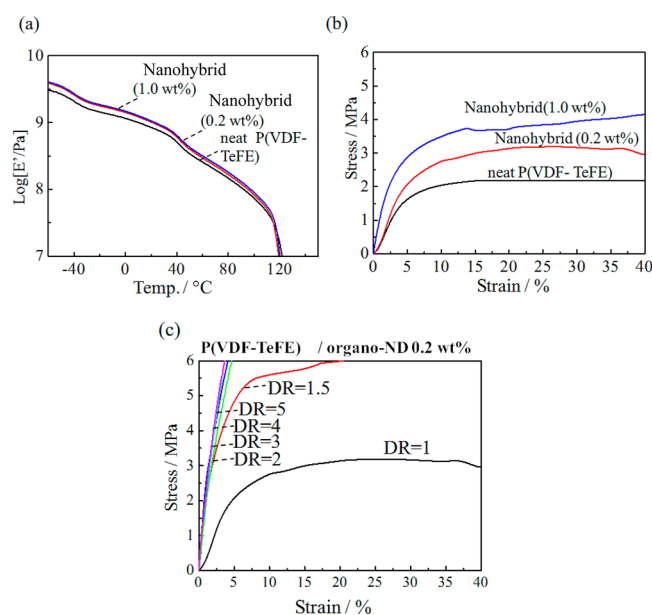 (a)
10
9
8
7
Log[E'/Pa]
-40
0
40
80
120
Temp. / °C
Nanohybrid
(1.0 wt%)
Nanohybrid
(0.2 wt%)
neat P(VDF-
TeFE)
(b)
6
5
4
3
2
1
0
Stress / MPa
0
5
10
15
20
25
30
35
40
Strain / %
Nanohybrid(1.0 wt%)
Nanohybrid (0.2 wt%)
neat P(VDF- TeFE)
(c)
P(VDF-TeFE) / organo-ND 0.2 wt%
6
5
4
3
2
1
0
Stress / MPa
0
5
10
15
20
25
30
35
40
Strain / %
DR=1.5
DR=5
DR=4
DR=3
DR=2
DR=1